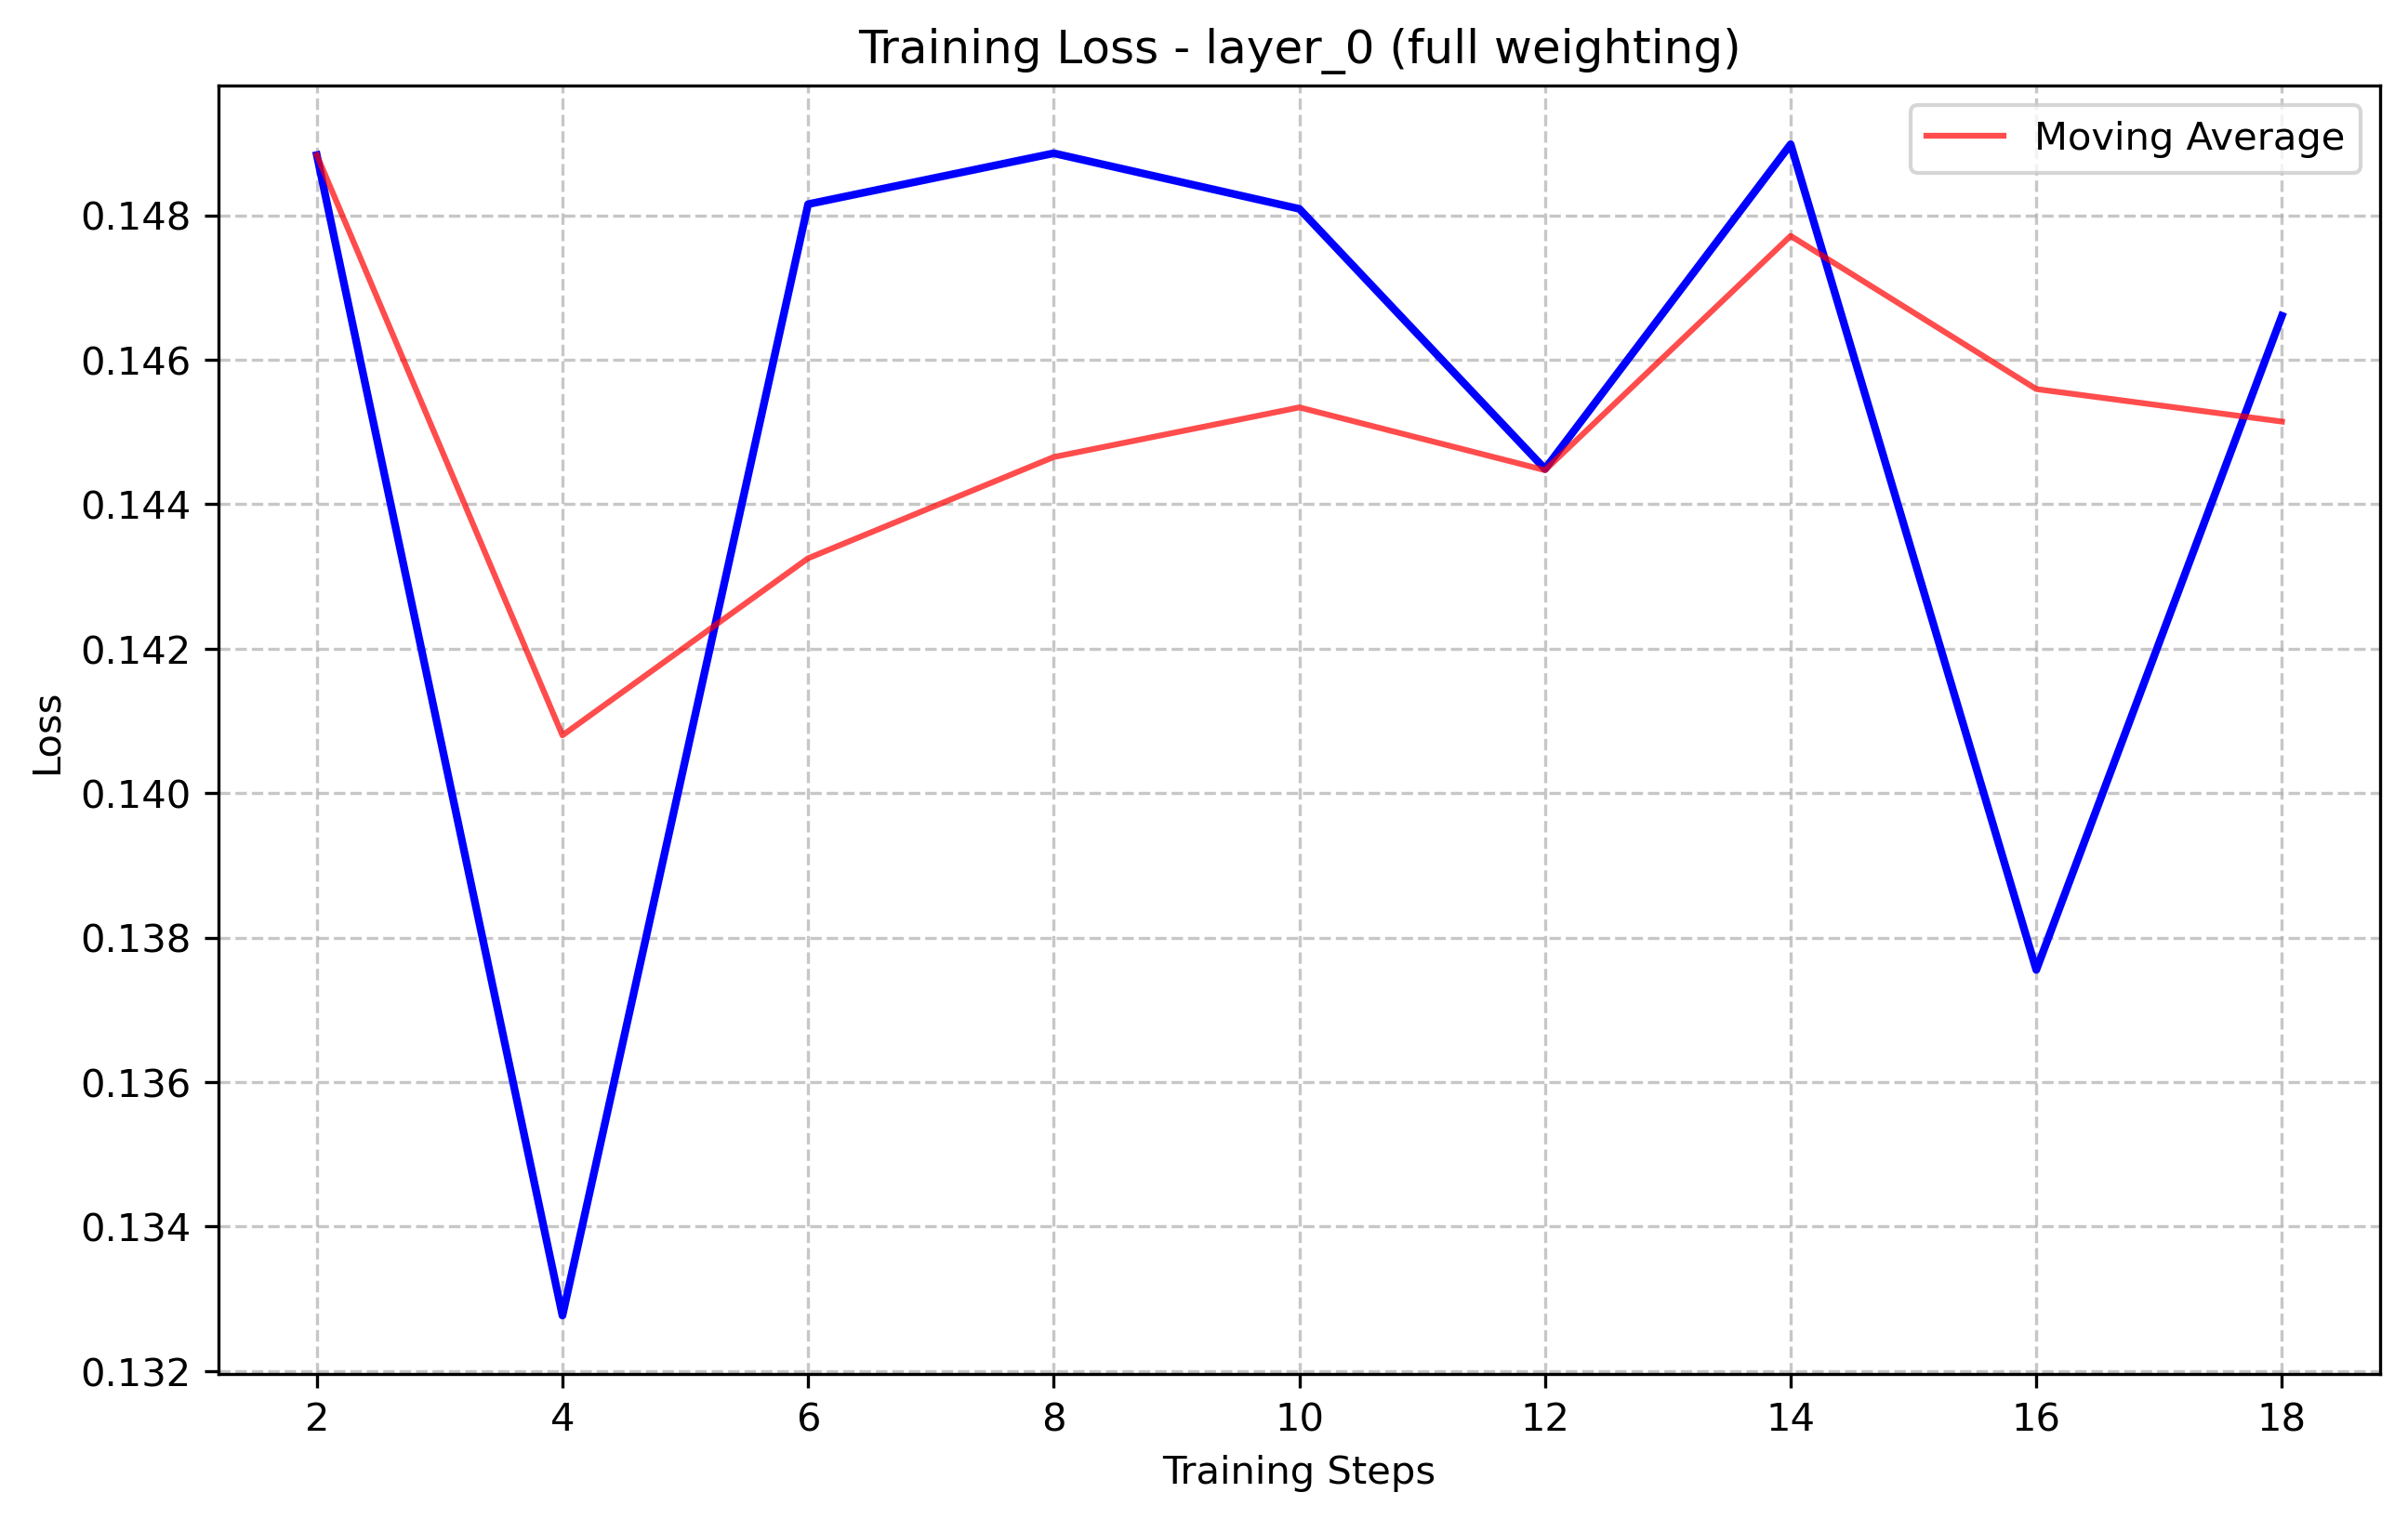 Training Loss - layer_0 (full weighting)
Moving Average
0.148
0.146
0.144
0.142
0.140
0.138
0.136
0.134
0.132
Loss
2 4 6 8 10 12 14 16 18
Training Steps